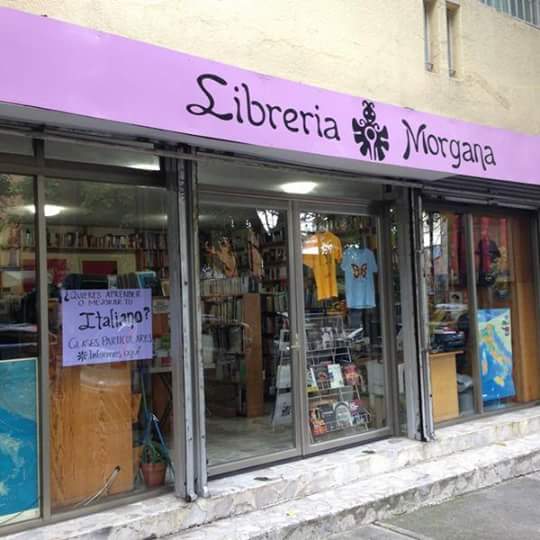 Libreria Morgana
¿QUIERES APRENDER
O MEJORAR TU
Italiano?
CLASES PARTICULARES
Informes aquí